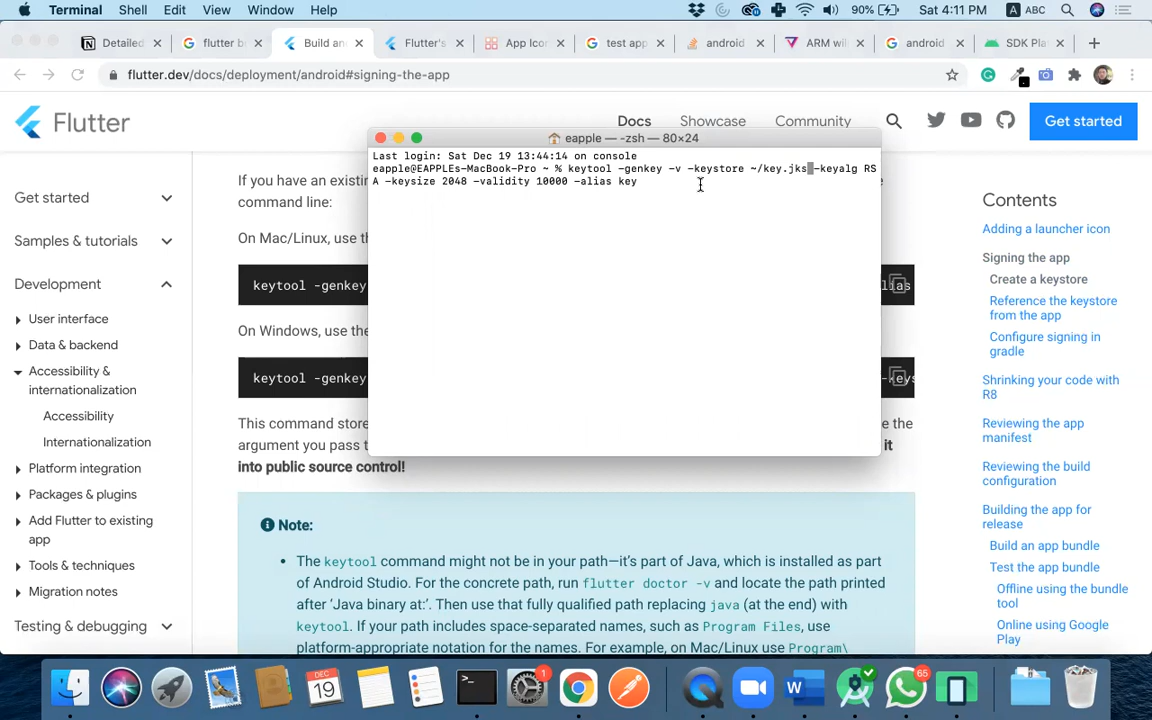 Terminal Shell Edit View Window Help 90% Sat 4:11 PM A ABC
Detailed flutter b Build an Flutter's App Ico test app android ARM wi android SDK Pl
flutter.dev/docs/deployment/android#signing-the-app
Flutter Docs Showcase Community Get started
eapple — -zsh — 80×24
Last login: Sat Dec 19 13:44:14 on console
eapple@EAPPLEs-MacBook-Pro ~ % keytool -genkey -v -keystore ~/key.jks -keyalg RS
A -keysize 2048 -validity 10000 -alias key
Get started
Samples & tutorials
Development
User interface
Data & backend
Accessibility &
internationalization
Accessibility
Internationalization
Platform integration
Packages & plugins
Add Flutter to existing
app
Tools & techniques
Migration notes
Testing & debugging
If you have an existin
command line:
On Mac/Linux, use th
keytool -genkey
On Windows, use the
keytool -genkey
This command store the
argument you pass t it
into public source control!
Note:
• The keytool command might not be in your path—it's part of Java, which is installed as part
of Android Studio. For the concrete path, run flutter doctor -v and locate the path printed
after 'Java binary at:'. Then use that fully qualified path replacing java (at the end) with
keytool. If your path includes space-separated names, such as Program Files, use
platform-appropriate notation for the names. For example, on Mac/Linux use Program\
Contents
Adding a launcher icon
Signing the app
Create a keystore
Reference the keystore
from the app
Configure signing in
gradle
Shrinking your code with
R8
Reviewing the app
manifest
Reviewing the build
configuration
Building the app for
release
Build an app bundle
Test the app bundle
Offline using the bundle
tool
Online using Google
Play
DEC
19
1
65